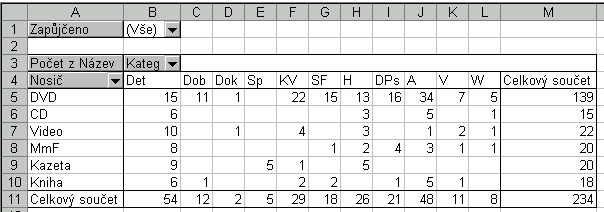 A B C D E F G H I J K L M
1 Zapůjčeno (Vše)
2
3 Počet z Název Kateg
4 Nosič Det Dob Dok Sp KV SF H DPs A V W Celkový součet
5 DVD 15 11 1 22 15 13 16 34 7 5 139
6 CD 6 3 5 1 15
7 Video 10 1 4 3 1 2 1 22
8 MmF 8 1 2 4 3 1 1 20
9 Kazeta 9 5 1 5 20
10 Kniha 6 1 2 2 1 5 1 18
11 Celkový součet 54 12 2 5 29 18 26 21 48 11 8 234